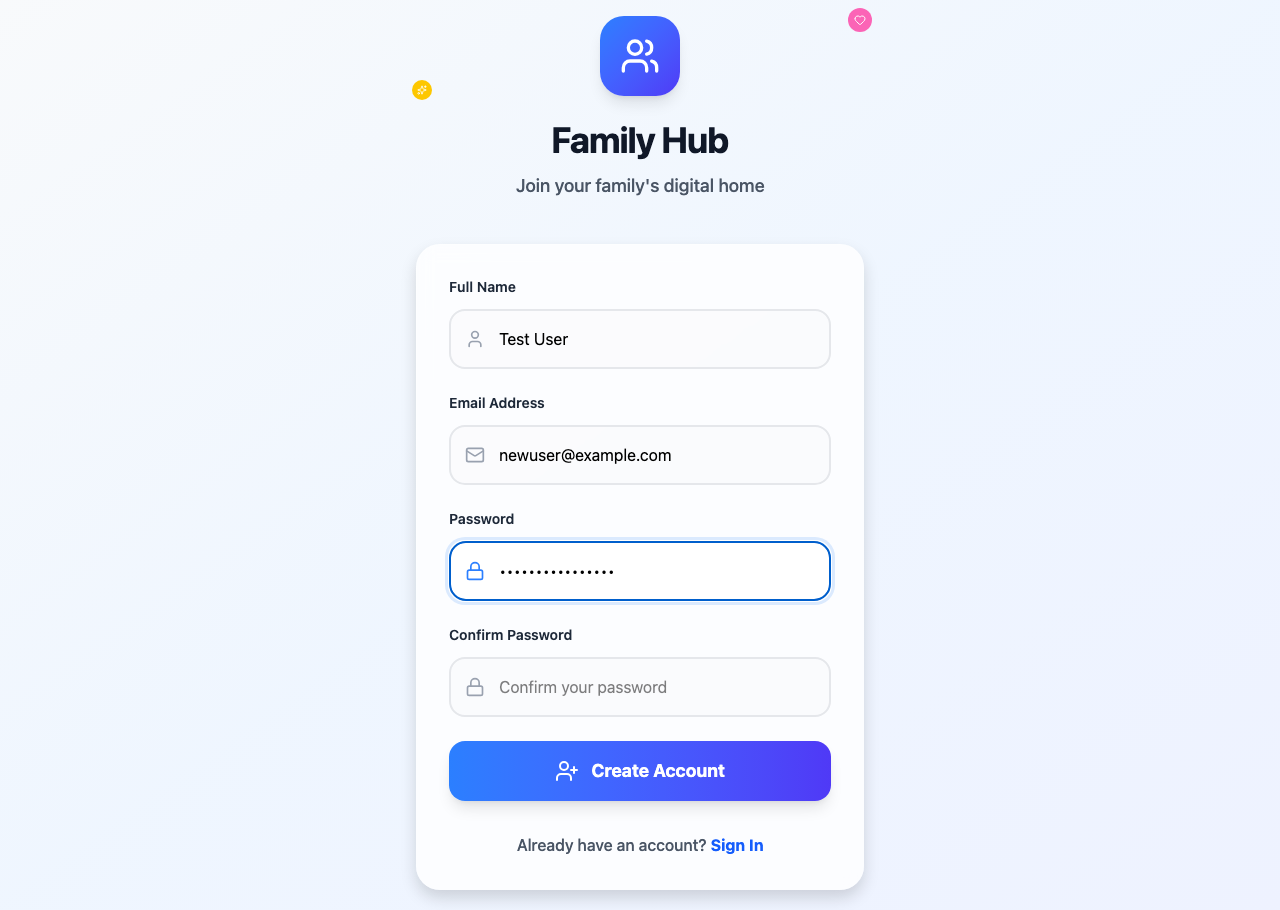 Family Hub
Join your family's digital home
Full Name
Test User
Email Address
newuser@example.com
Password
••••••••••••••••
Confirm Password
Confirm your password
Create Account
Already have an account? Sign In